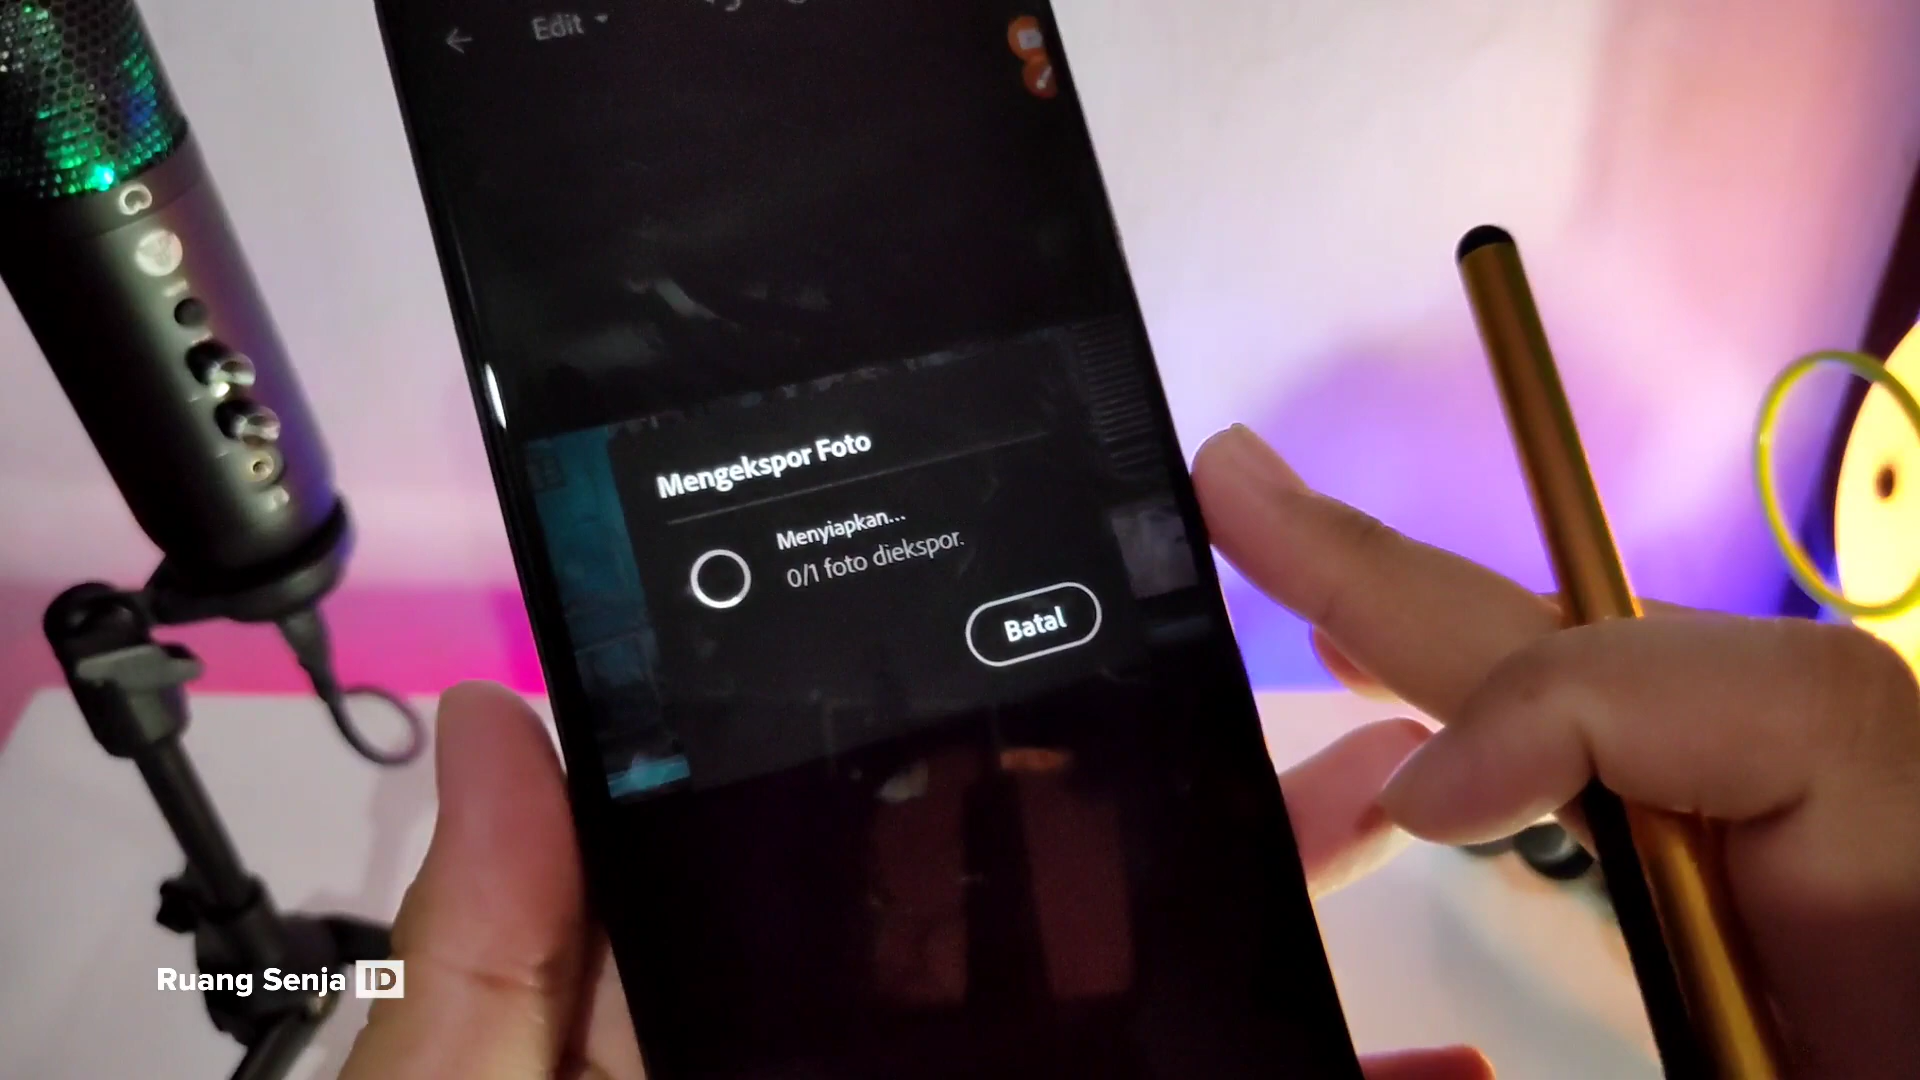 Edit
Mengekspor Foto
Menyiapkan...
0/1 foto diekspor.
Batal
Ruang Senja ID